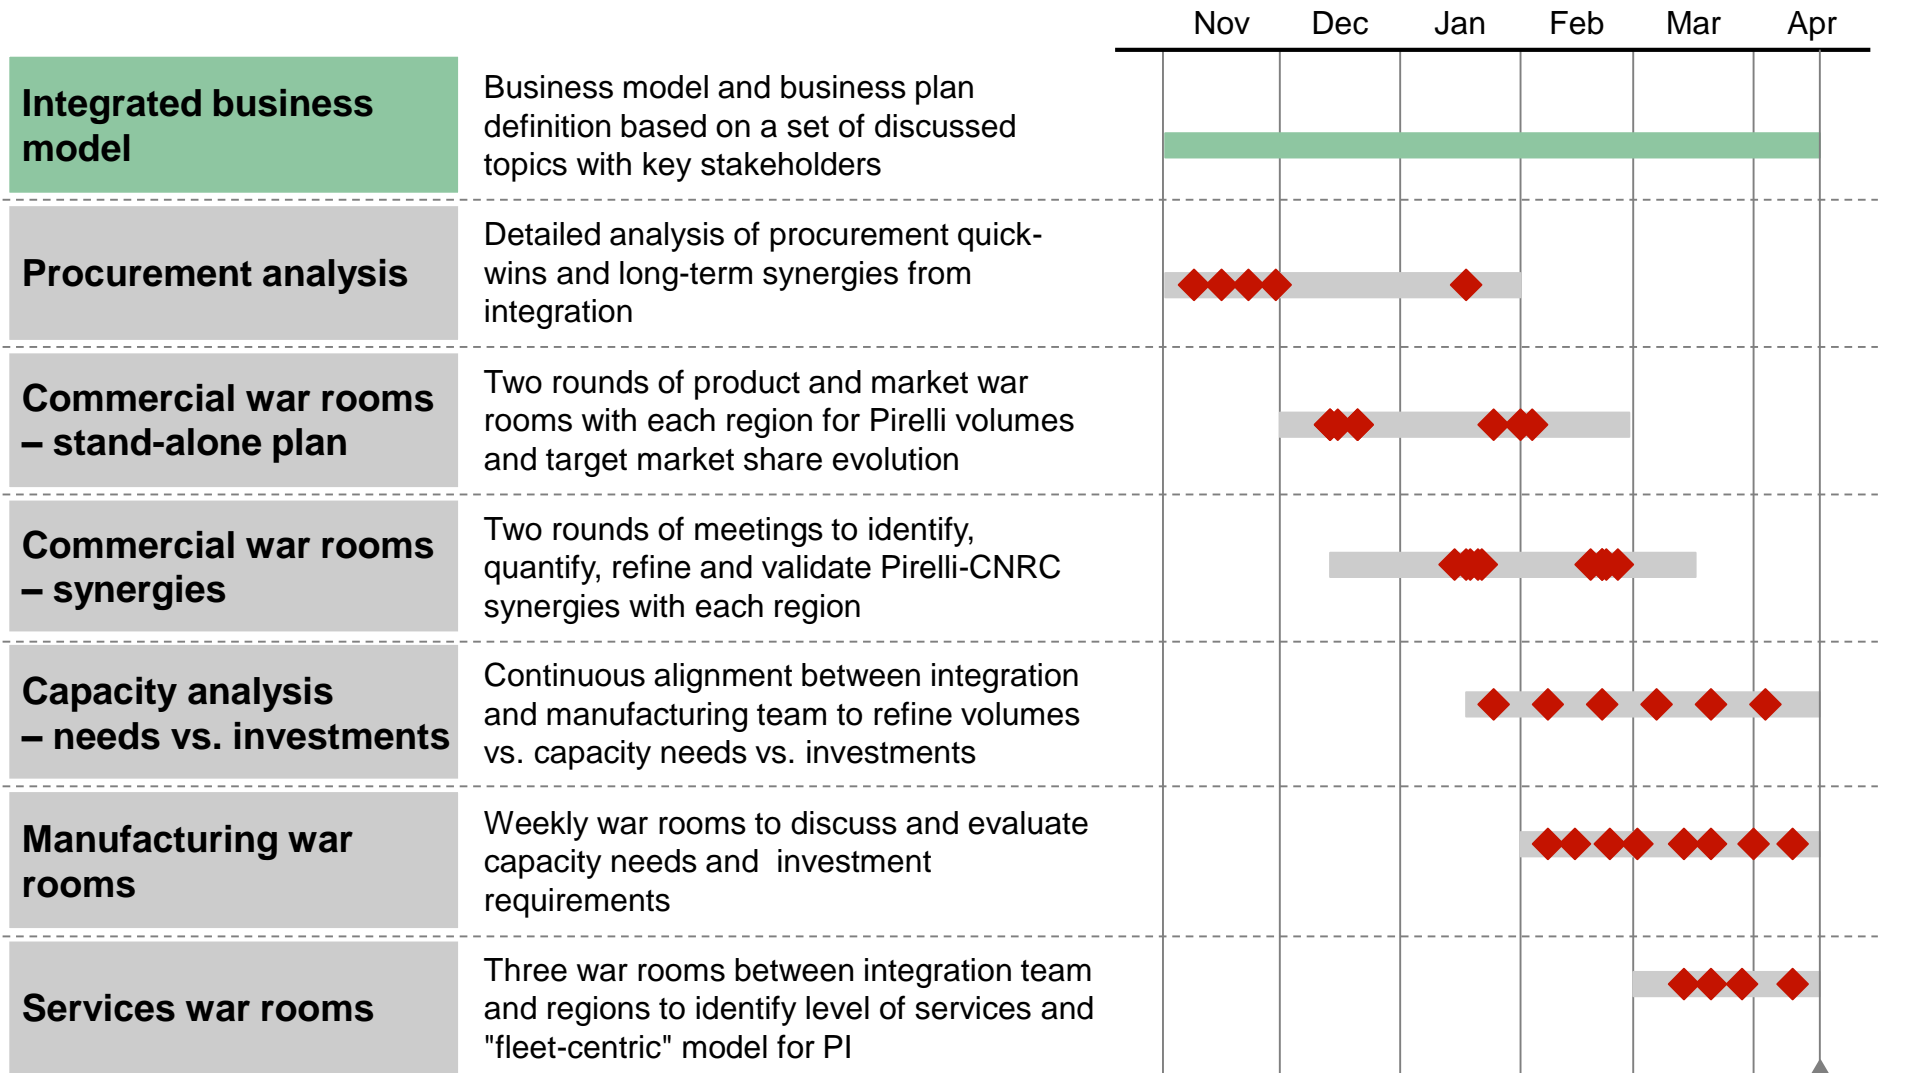 Nov Dec Jan Feb Mar Apr
Integrated business
model
Business model and business plan
definition based on a set of discussed
topics with key stakeholders
Procurement analysis
Detailed analysis of procurement quick-
wins and long-term synergies from
integration
Commercial war rooms
– stand-alone plan
Two rounds of product and market war
rooms with each region for Pirelli volumes
and target market share evolution
Commercial war rooms
– synergies
Two rounds of meetings to identify,
quantify, refine and validate Pirelli-CNRC
synergies with each region
Capacity analysis
– needs vs. investments
Continuous alignment between integration
and manufacturing team to refine volumes
vs. capacity needs vs. investments
Manufacturing war
rooms
Weekly war rooms to discuss and evaluate
capacity needs and  investment
requirements
Services war rooms
Three war rooms between integration team
and regions to identify level of services and
"fleet-centric" model for PI